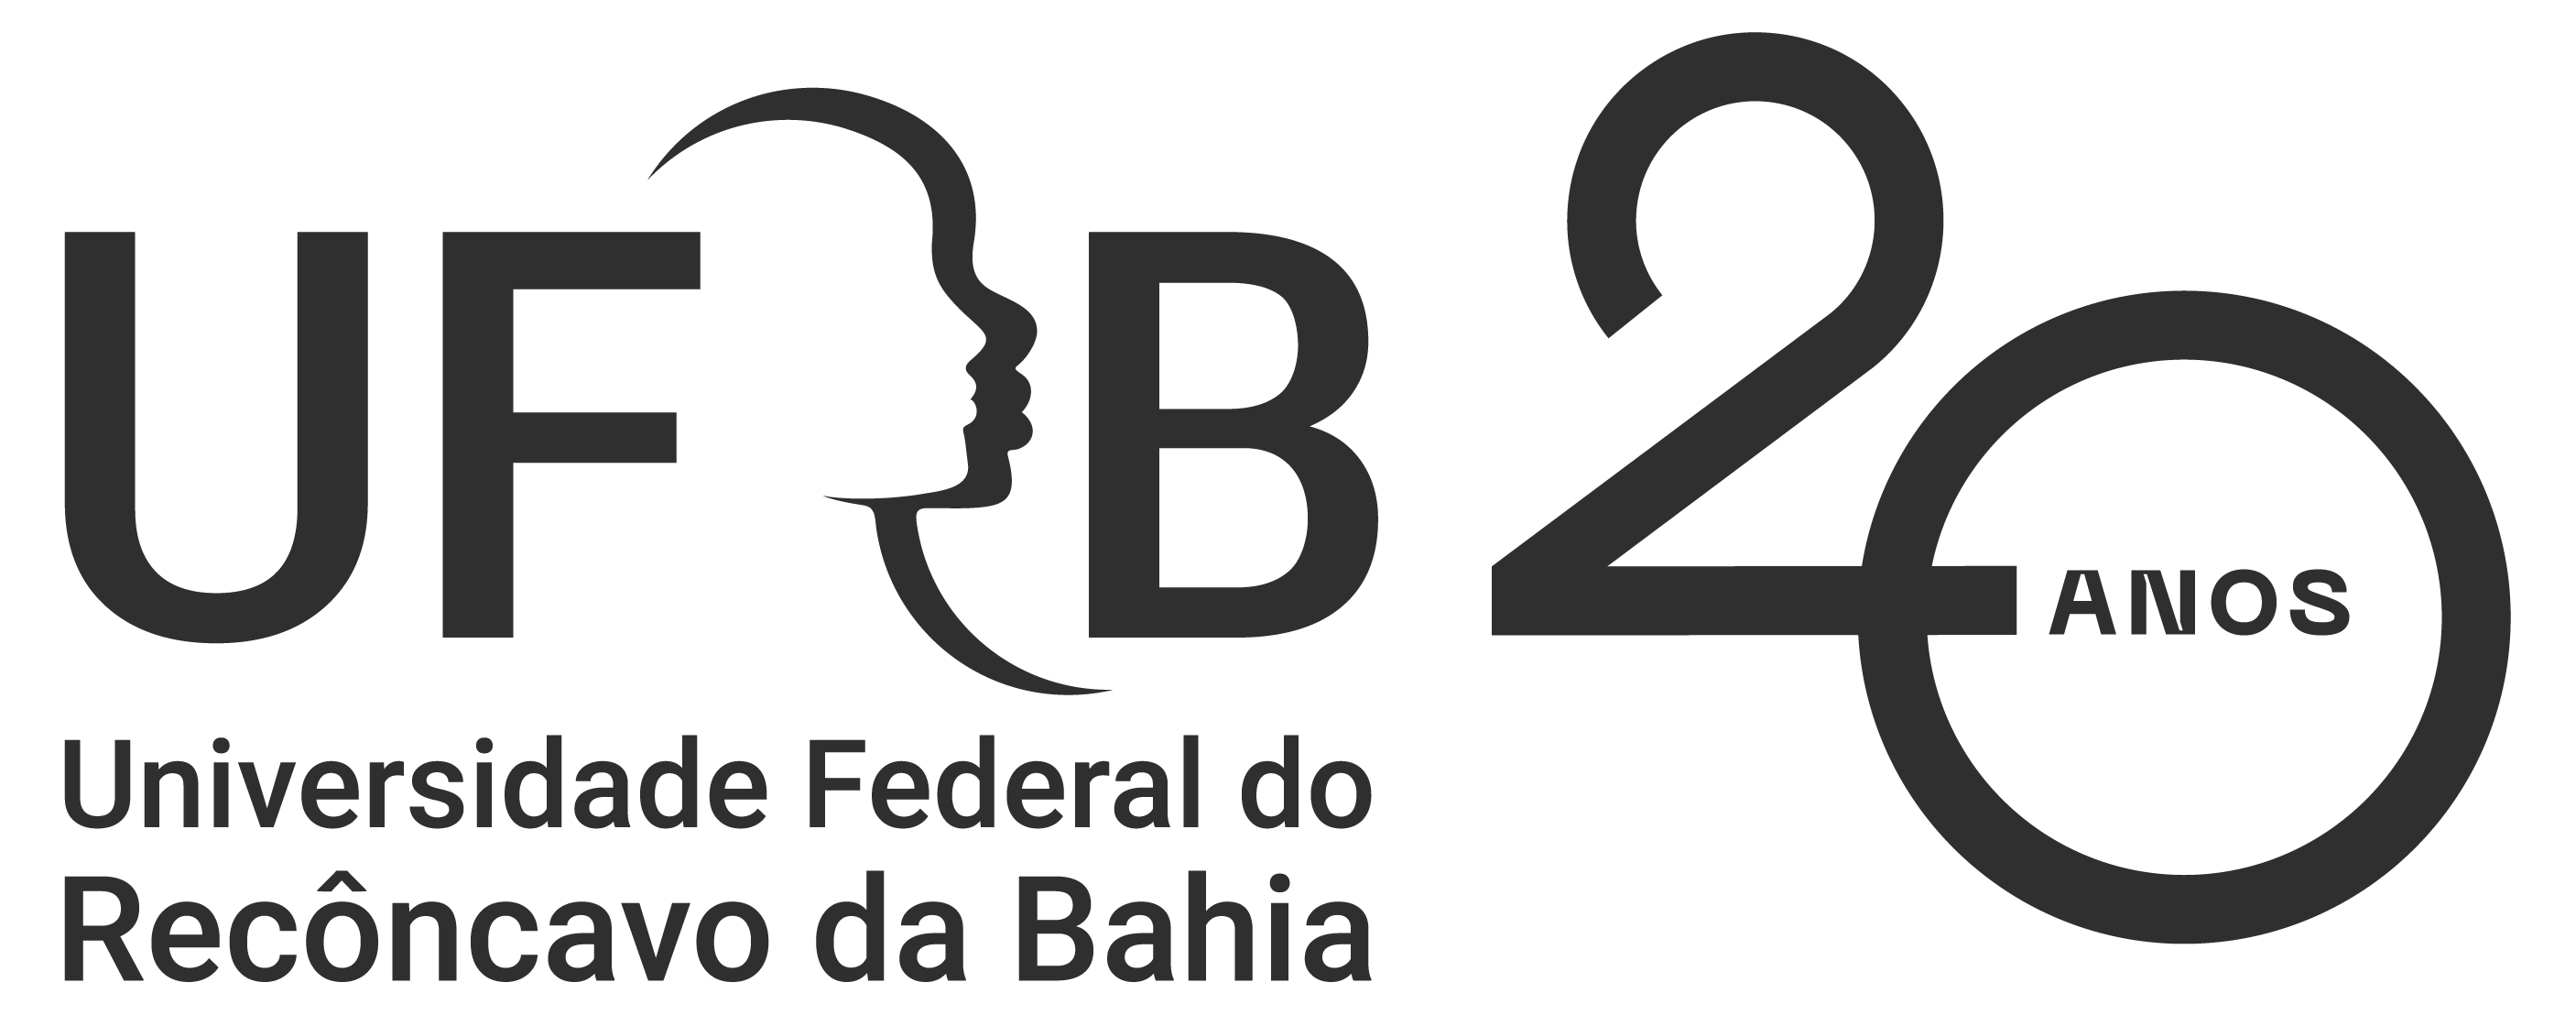 UFRB
20
ANOS
Universidade Federal do
Recôncavo da Bahia